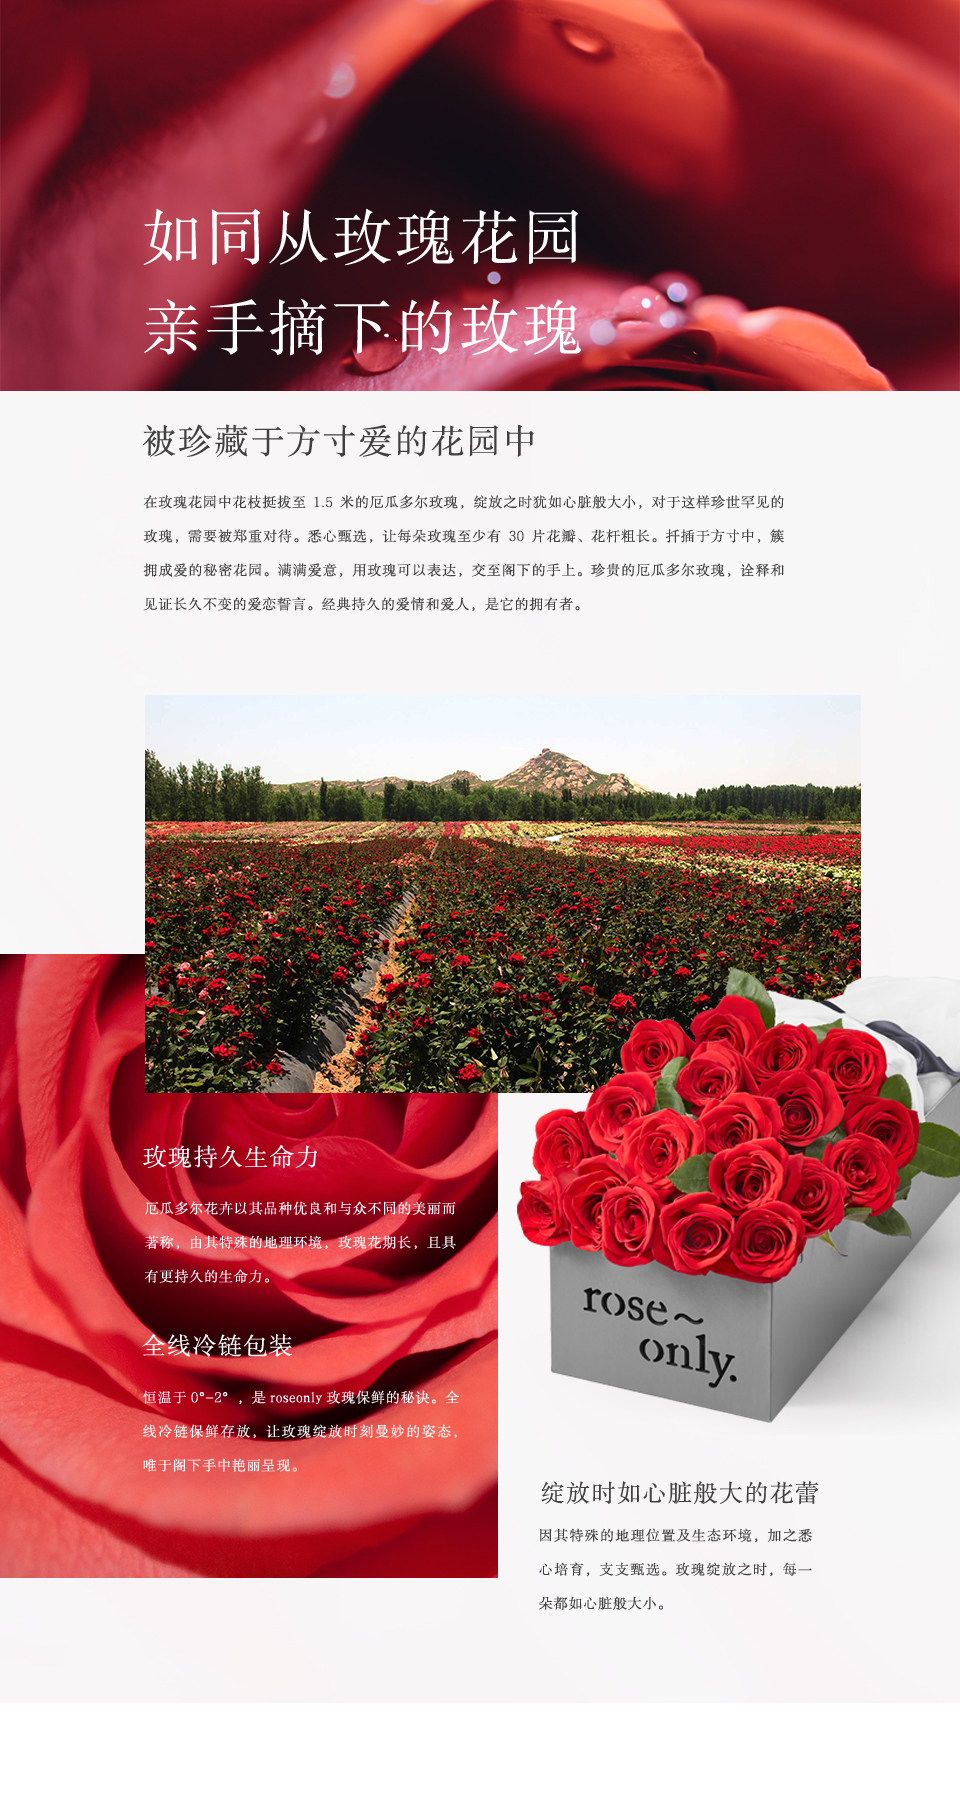 如同从玫瑰花园
亲手摘下的玫瑰
被珍藏于方寸爱的花园中
在玫瑰花园中花枝挺拔至 1.5 米的厄瓜多尔玫瑰，绽放之时犹如心脏般大小，对于这样珍世罕见的
玫瑰，需要被郑重对待。悉心甄选，让每朵玫瑰至少有 30 片花瓣、花杆粗长。扦插于方寸中，簇
拥成爱的秘密花园。满满爱意，用玫瑰可以表达，交至阁下的手上。珍贵的厄瓜多尔玫瑰，诠释和
见证长久不变的爱恋誓言。经典持久的爱情和爱人，是它的拥有者。
玫瑰持久生命力
厄瓜多尔花卉以其品种优良和与众不同的美丽而
著称，由其特殊的地理环境，玫瑰花期长，且具
有更持久的生命力。
全线冷链包装
恒温于 0°-2° ，是 roseonly 玫瑰保鲜的秘诀。全
线冷链保鲜存放，让玫瑰绽放时刻曼妙的姿态，
唯于阁下手中艳丽呈现。
rose~
only.
绽放时如心脏般大的花蕾
因其特殊的地理位置及生态环境，加之悉
心培育，支支甄选。玫瑰绽放之时，每一
朵都如心脏般大小。